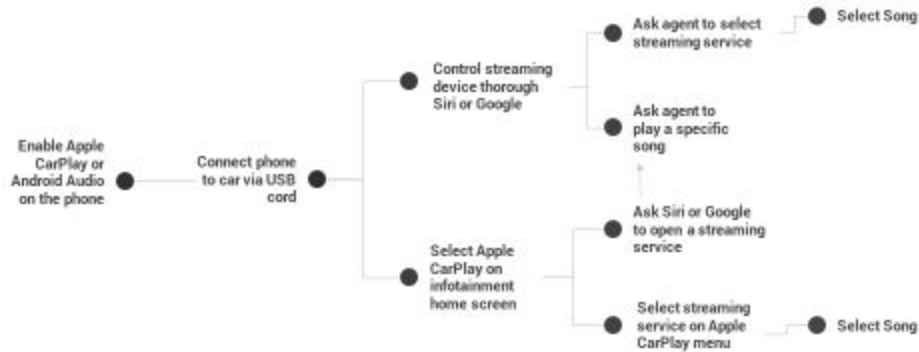 Enable Apple
CarPlay or
Android Audio
on the phone
Connect phone
to car via USB
cord
Control streaming
device thorough
Siri or Google
Ask agent to select
streaming service
Select Song
Ask agent to
play a specific
song
Select Apple
CarPlay on
infotainment
home screen
Ask Siri or Google
to open a streaming
service
Select streaming
service on Apple
CarPlay menu
Select Song